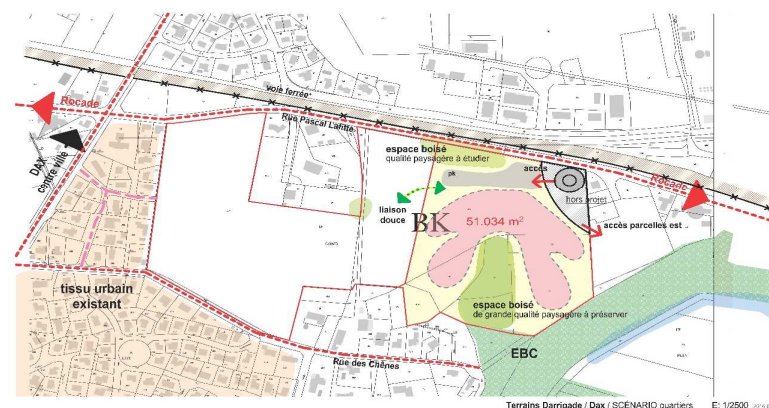 voie ferrée
Rocade
Rue Pascal Lafitte
DAX
centre ville
espace boisé
qualité paysagère à étudier
accès
pk
Rocade
hors projet
liaison
douce
BK
51.034 m²
accès parcelles est
tissu urbain
existant
espace boisé
de grande qualité paysagère à préserver
EBC
Rue des Chênes
Terrains Darrigade / Dax / SCÉNARIO quartiers E: 1/2500